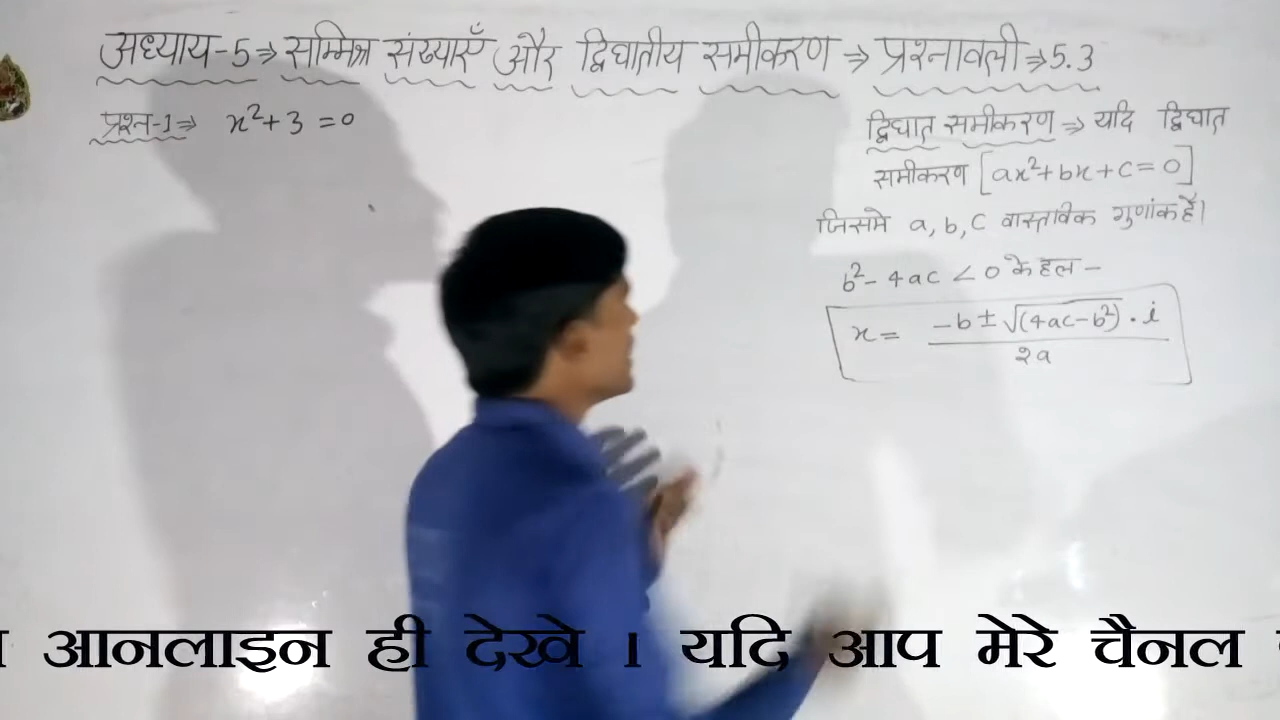 अध्याय-5⇒ सम्मिश्र संख्याएँ और द्विघातीय समीकरण ⇒ प्रश्नावली⇒5.3
प्रश्न-1⇒ x²+3 =0
द्विघात समीकरण ⇒ यदि द्विघात
समीकरण [ax²+bx+c=0]
जिसमे a, b, c वास्तविक गुणांक है।
b²-4ac <0 के हल -
x= -b±√(4ac-b²).i / 2a
आनलाइन ही देखे । यदि आप मेरे चैनल